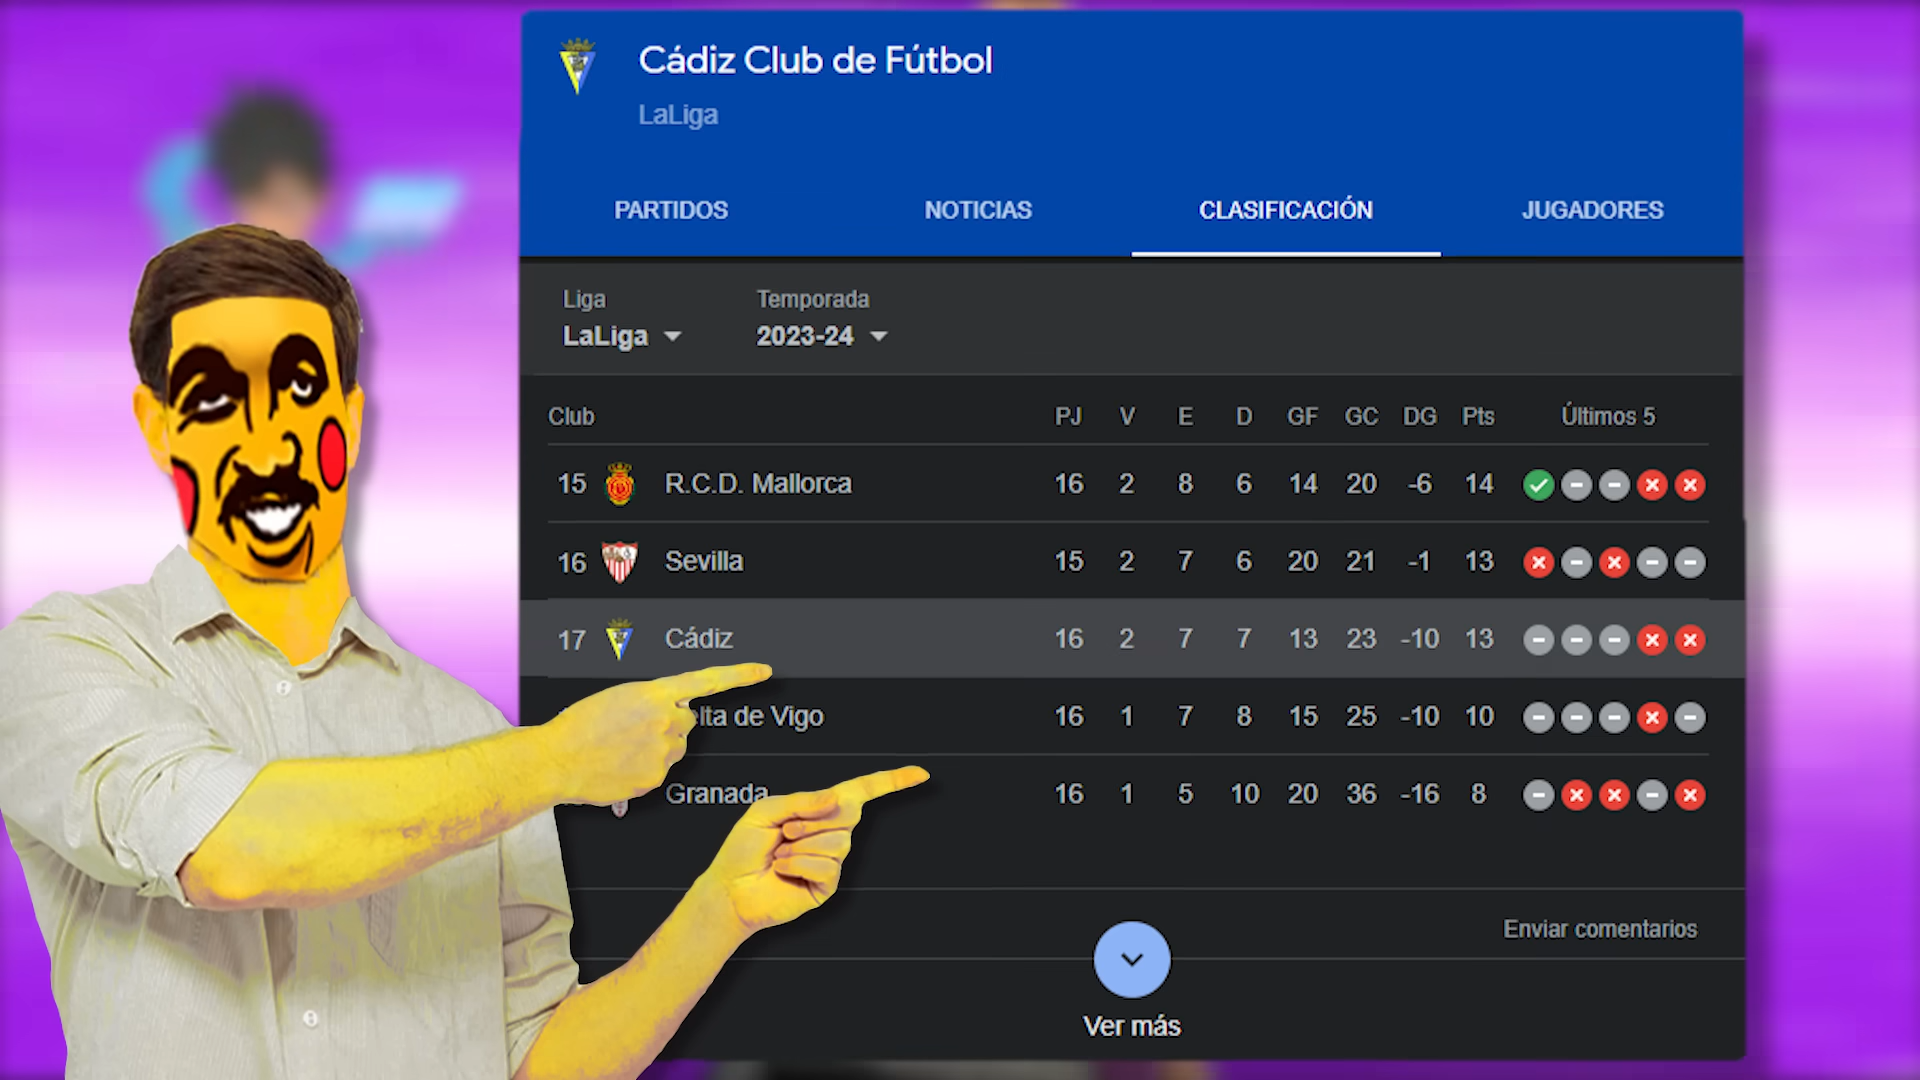 Cádiz Club de Fútbol
LaLiga
PARTIDOS NOTICIAS CLASIFICACIÓN JUGADORES
Liga Temporada
LaLiga 2023-24
Club PJ V E D GF GC DG Pts Últimos 5
15 R.C.D. Mallorca 16 2 8 6 14 20 -6 14
16 Sevilla 15 2 7 6 20 21 -1 13
17 Cádiz 16 2 7 7 13 23 -10 13
elta de Vigo 16 1 7 8 15 25 -10 10
Granada 16 1 5 10 20 36 -16 8
Enviar comentarios
Ver más